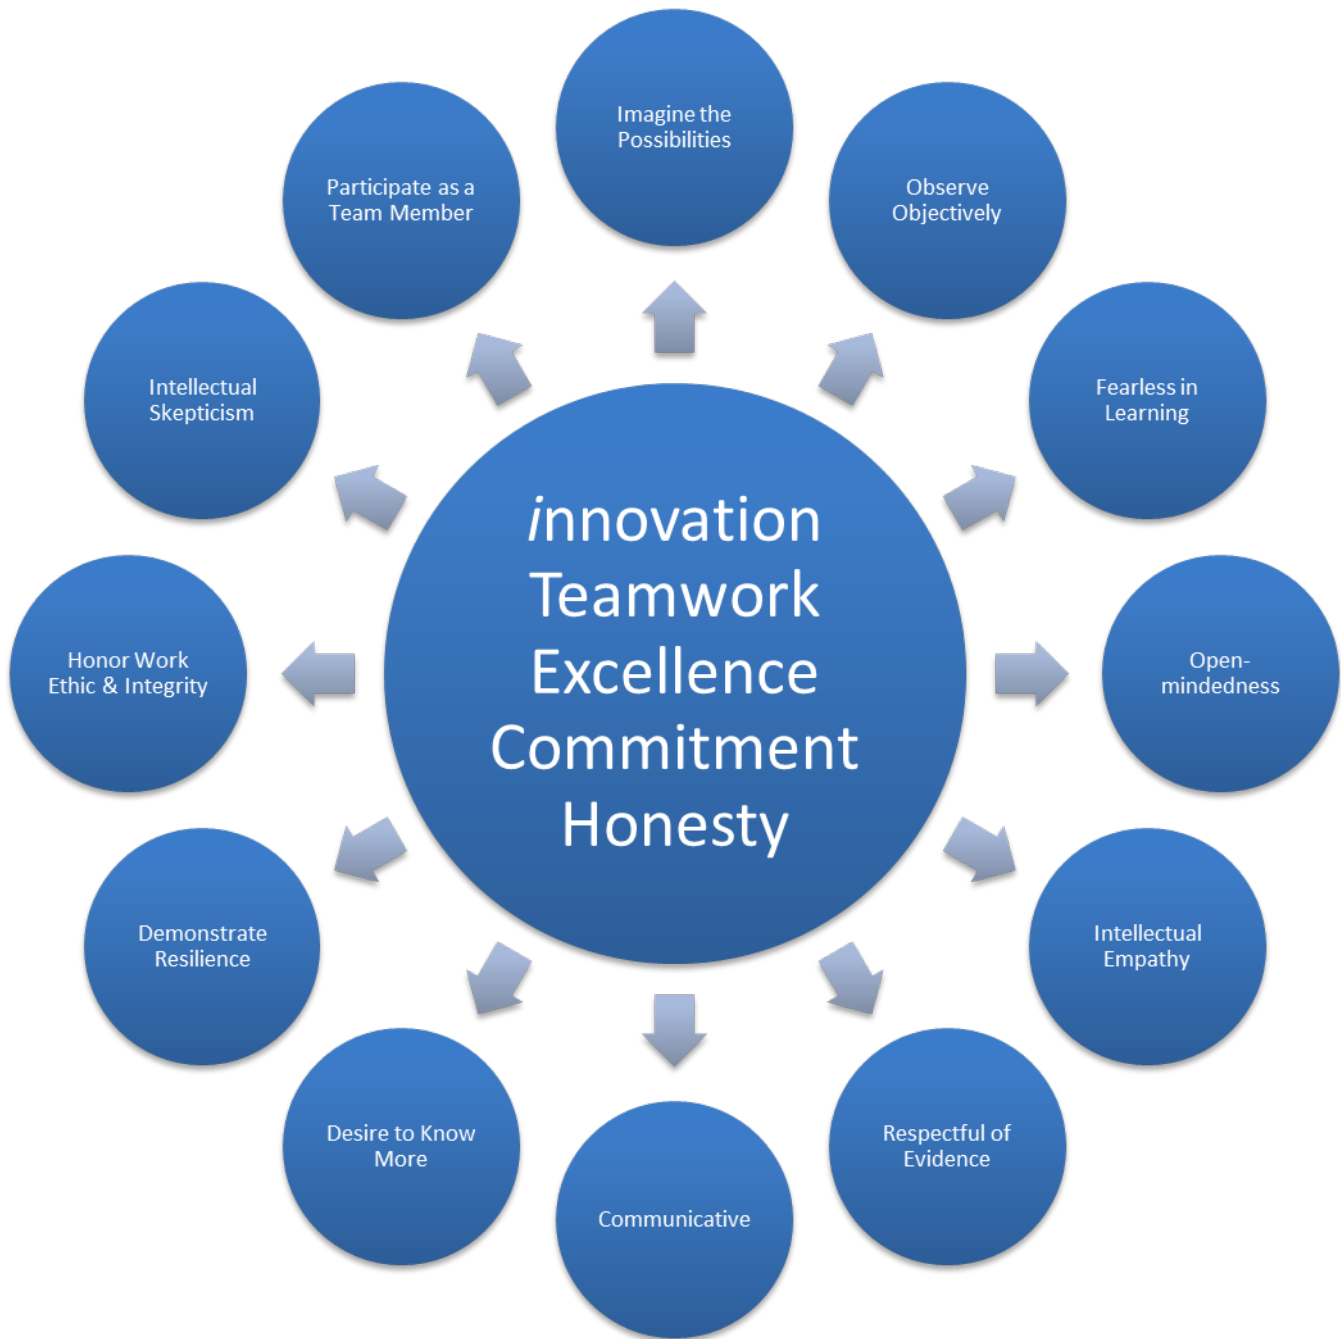 Imagine the
Possibilities
Observe
Objectively
Fearless in
Learning
Open-
mindedness
Intellectual
Empathy
Respectful of
Evidence
Communicative
Desire to Know
More
Demonstrate
Resilience
Honor Work
Ethic & Integrity
Intellectual
Skepticism
Participate as a
Team Member
innovation
Teamwork
Excellence
Commitment
Honesty